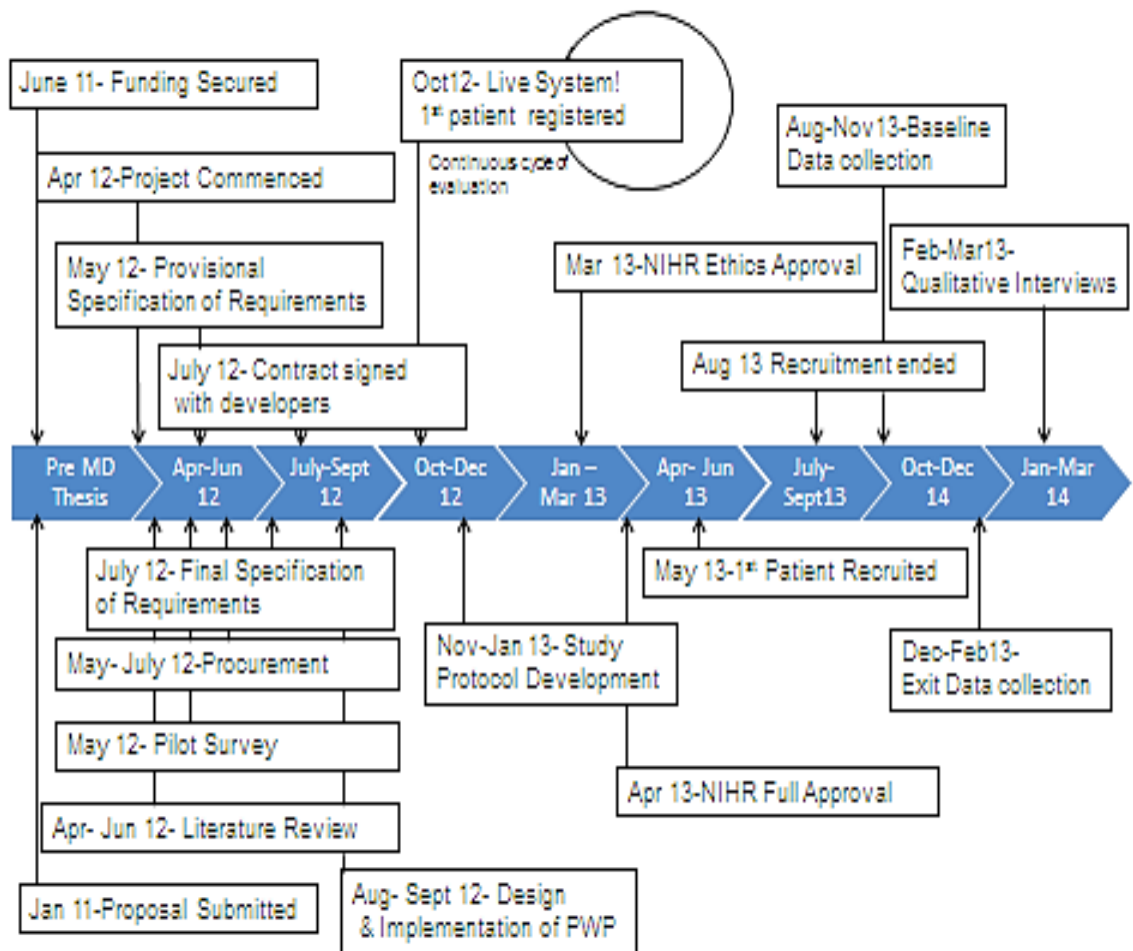 June 11- Funding Secured
Oct12- Live System!
1st patient registered
Continuous cycle of
evaluation
Aug-Nov13-Baseline
Data collection
Apr 12-Project Commenced
May 12- Provisional
Specification of Requirements
Mar 13-NIHR Ethics Approval
Feb-Mar13-
Qualitative Interviews
July 12- Contract signed
with developers
Aug 13 Recruitment ended
Pre MD
Thesis
Apr-Jun
12
July-Sept
12
Oct-Dec
12
Jan –
Mar 13
Apr- Jun
13
July-
Sept13
Oct-Dec
14
Jan-Mar
14
July 12- Final Specification
of Requirements
May 13-1st Patient Recruited
May- July 12-Procurement
Nov-Jan 13- Study
Protocol Development
Dec-Feb13-
Exit Data collection
May 12- Pilot Survey
Apr 13-NIHR Full Approval
Apr- Jun 12- Literature Review
Jan 11-Proposal Submitted
Aug- Sept 12- Design
& Implementation of PWP